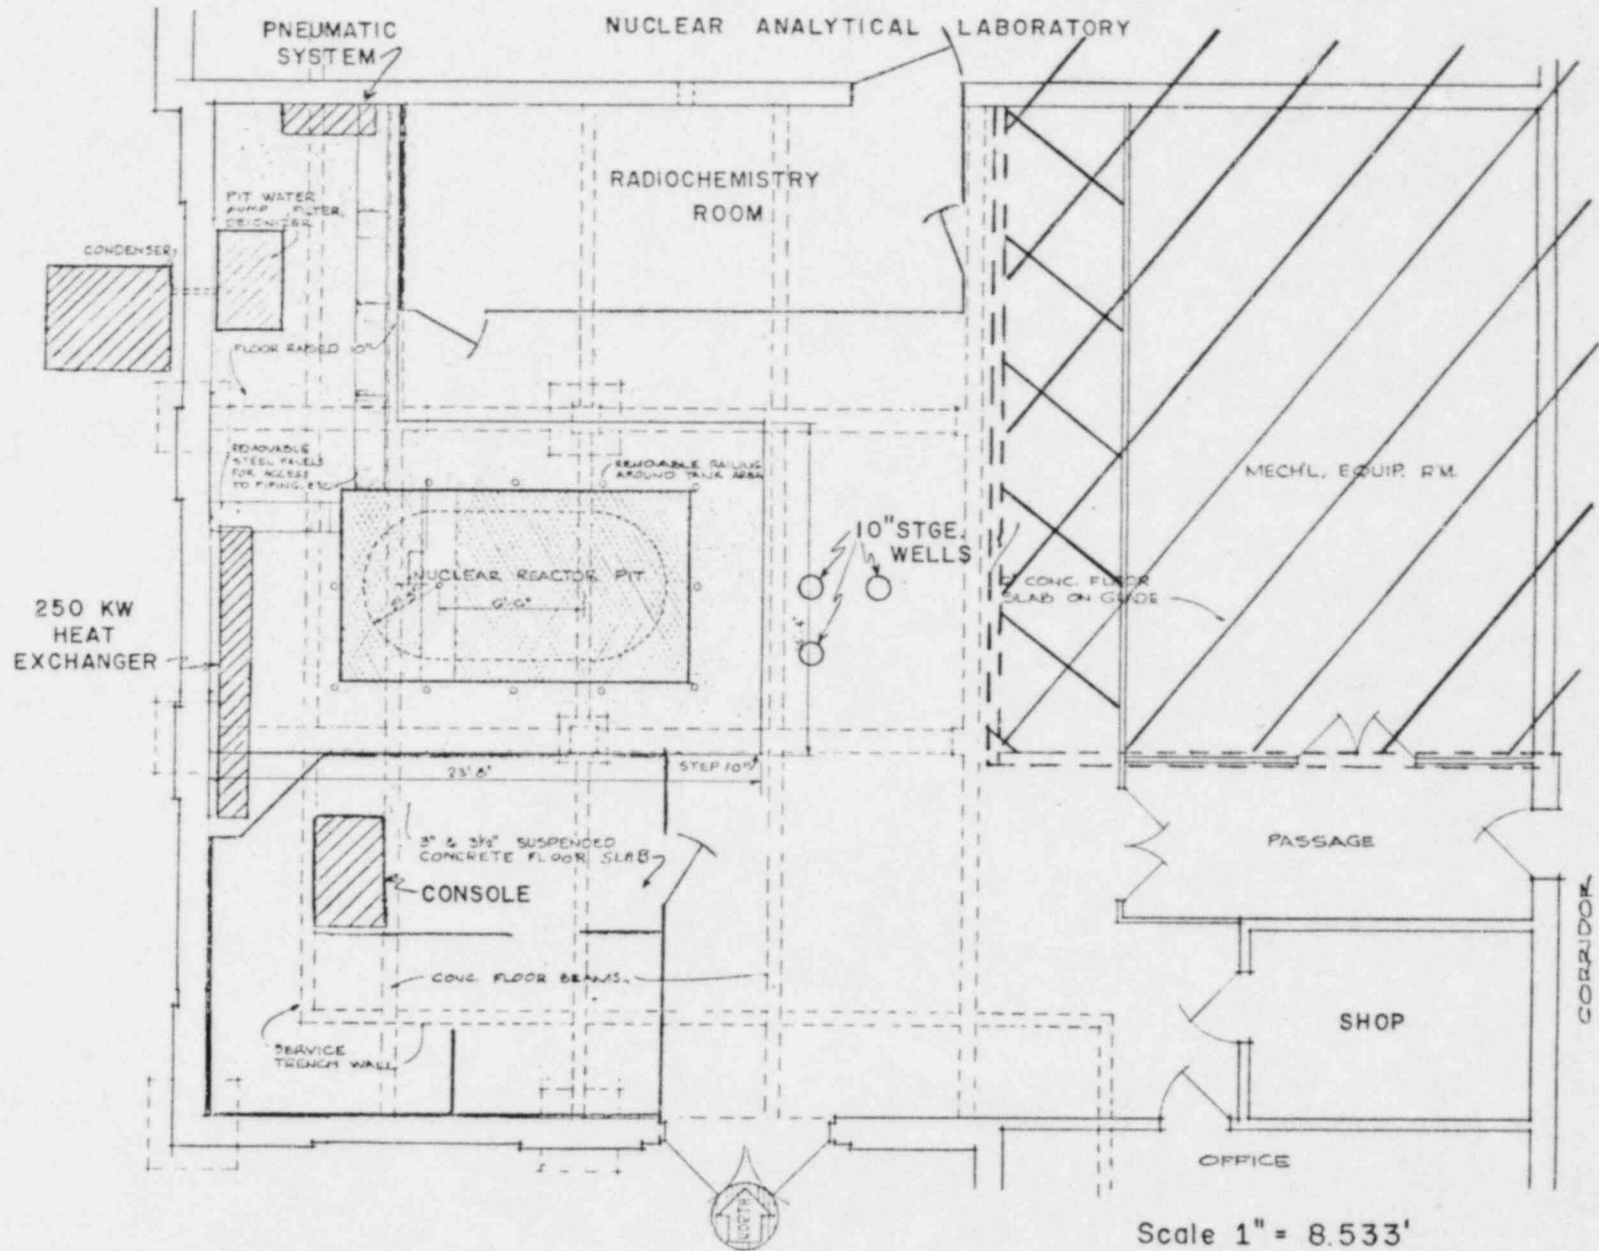 NUCLEAR ANALYTICAL LABORATORY
PNEUMATIC
SYSTEM
RADIOCHEMISTRY
ROOM
PIT WATER
PUMP FILTER
DEIONIZER
CONDENSER
FLOOR RAISED 10"
REMOVABLE
STEEL PANELS
FOR ACCESS
TO PIPING, ETC.
REMOVABLE RAILING
AROUND TANK AREA
MECH'L. EQUIP. RM.
10" STGE.
WELLS
NUCLEAR REACTOR PIT
6'-6"
CONC. FLOOR
SLAB ON
250 KW
HEAT
EXCHANGER
23'-8"
STEP 10"
3" & 3½" SUSPENDED
CONCRETE FLOOR SLAB
CONSOLE
PASSAGE
CORRIDOR
CONC. FLOOR BEAMS
SERVICE
TRENCH WALL
SHOP
OFFICE
NORTH
Scale 1" = 8.533'